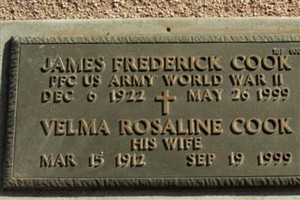 JAMES FREDERICK COOK
PFC US ARMY WORLD WAR II
DEC 6 1922 MAY 26 1999
VELMA ROSALINE COOK
HIS WIFE
MAR 15 1912 SEP 19 1999